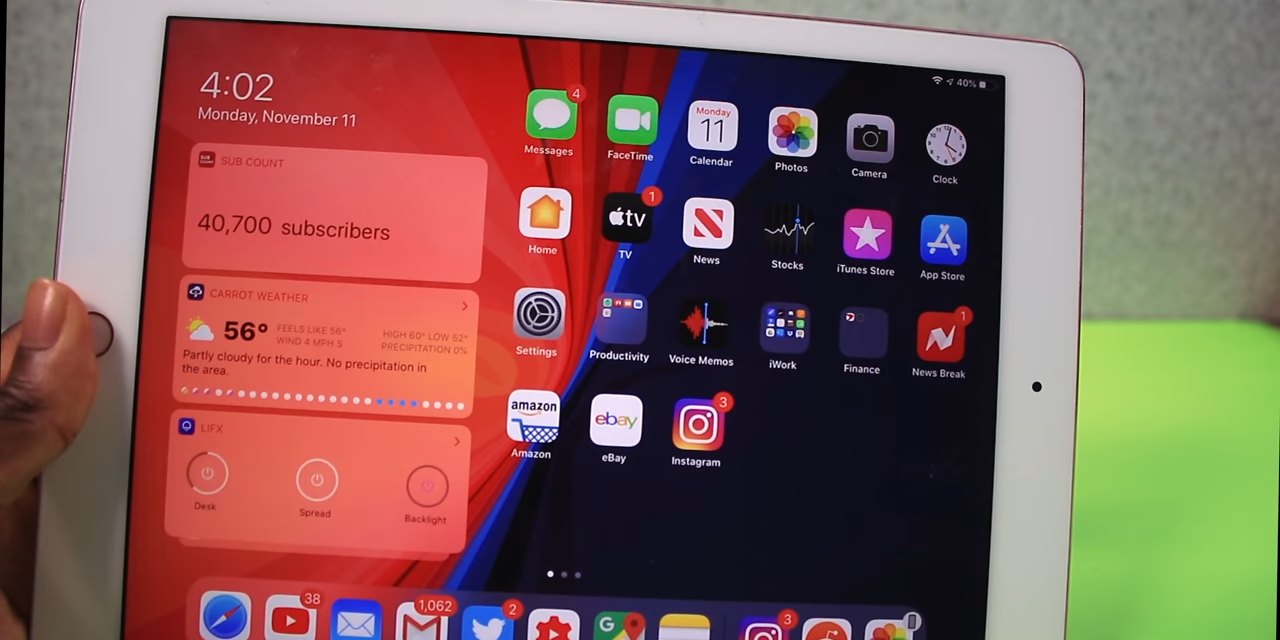 4:02
Monday, November 11
40%
SUB COUNT
40,700 subscribers
CARROT WEATHER
56°
FEELS LIKE 56°
WIND 4 MPH S
HIGH 60° LOW 52°
PRECIPITATION 0%
Partly cloudy for the hour. No precipitation in
the area.
LIFX
Desk
Spread
Backlight
4
Monday
11
Messages
FaceTime
Calendar
Photos
Camera
Clock
tv
1
Home
TV
News
Stocks
iTunes Store
App Store
1
Settings
Productivity
Voice Memos
iWork
Finance
News Break
amazon
ebay
3
Amazon
eBay
Instagram
38
1,062
2
G
3